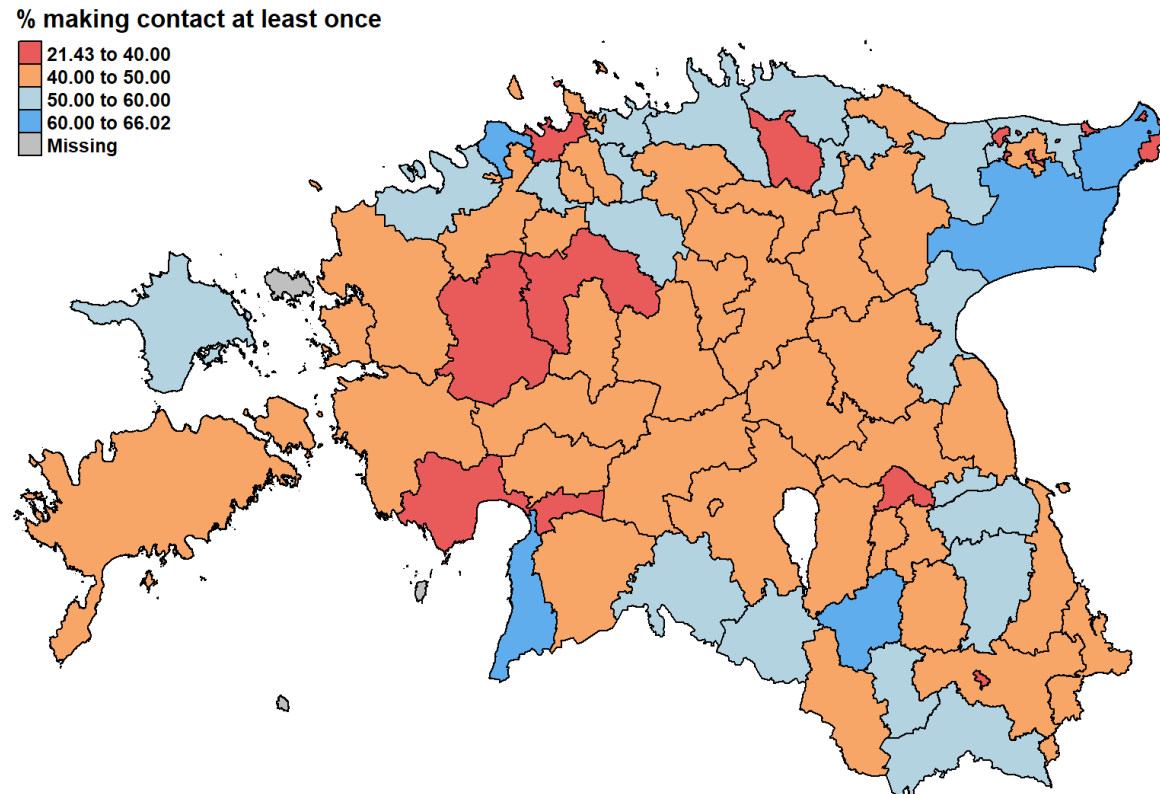 % making contact at least once
21.43 to 40.00
40.00 to 50.00
50.00 to 60.00
60.00 to 66.02
Missing